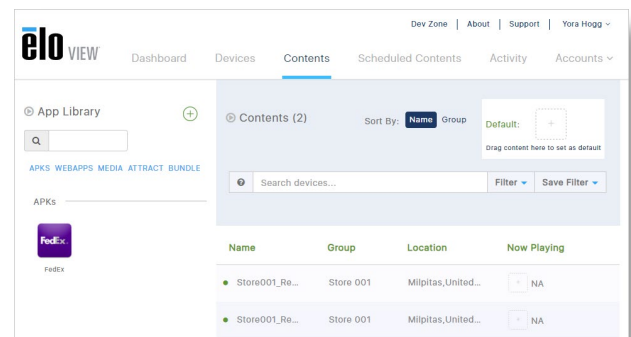 Dev Zone | About | Support | Yora Hogg
elo VIEW
Dashboard Devices Contents Scheduled Contents Activity Accounts
App Library
Contents (2) Sort By: Name Group
Default:
Drag content here to set as default
APKS WEBAPPS MEDIA ATTRACT BUNDLE
Search devices... Filter Save Filter
APKs
FedEx.
FedEx
Name Group Location Now Playing
Store001_Re... Store 001 Milpitas,United... + NA
Store001_Re... Store 001 Milpitas,United... + NA